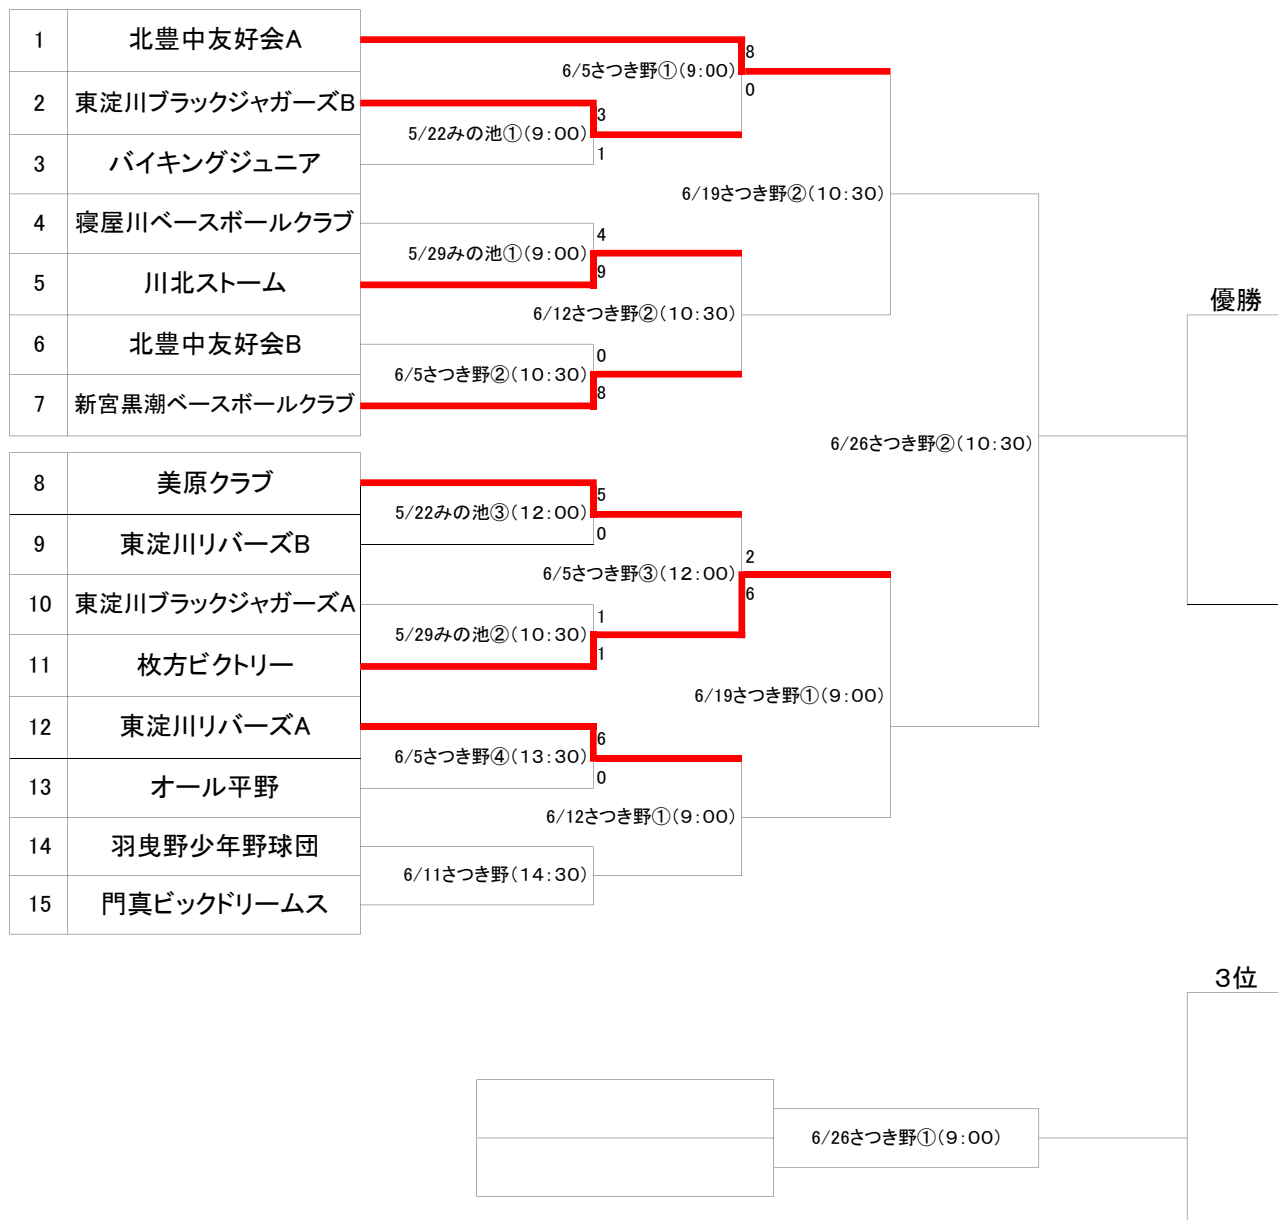 1 北豊中友好会A
2 東淀川ブラックジャガーズB
3 バイキングジュニア
4 寝屋川ベースボールクラブ
5 川北ストーム
6 北豊中友好会B
7 新宮黒潮ベースボールクラブ
8 美原クラブ
9 東淀川リバーズB
10 東淀川ブラックジャガーズA
11 枚方ビクトリー
12 東淀川リバーズA
13 オール平野
14 羽曳野少年野球団
15 門真ビックドリームス
5/22みの池①(9:00)
3
1
5/29みの池①(9:00)
4
9
6/5さつき野②(10:30)
0
8
5/22みの池③(12:00)
5
0
5/29みの池②(10:30)
1
1
6/5さつき野④(13:30)
6
0
6/11さつき野(14:30)
6/5さつき野①(9:00)
8
0
6/12さつき野②(10:30)
6/5さつき野③(12:00)
2
6
6/12さつき野①(9:00)
6/19さつき野②(10:30)
6/19さつき野①(9:00)
6/26さつき野②(10:30)
優勝
3位
6/26さつき野①(9:00)